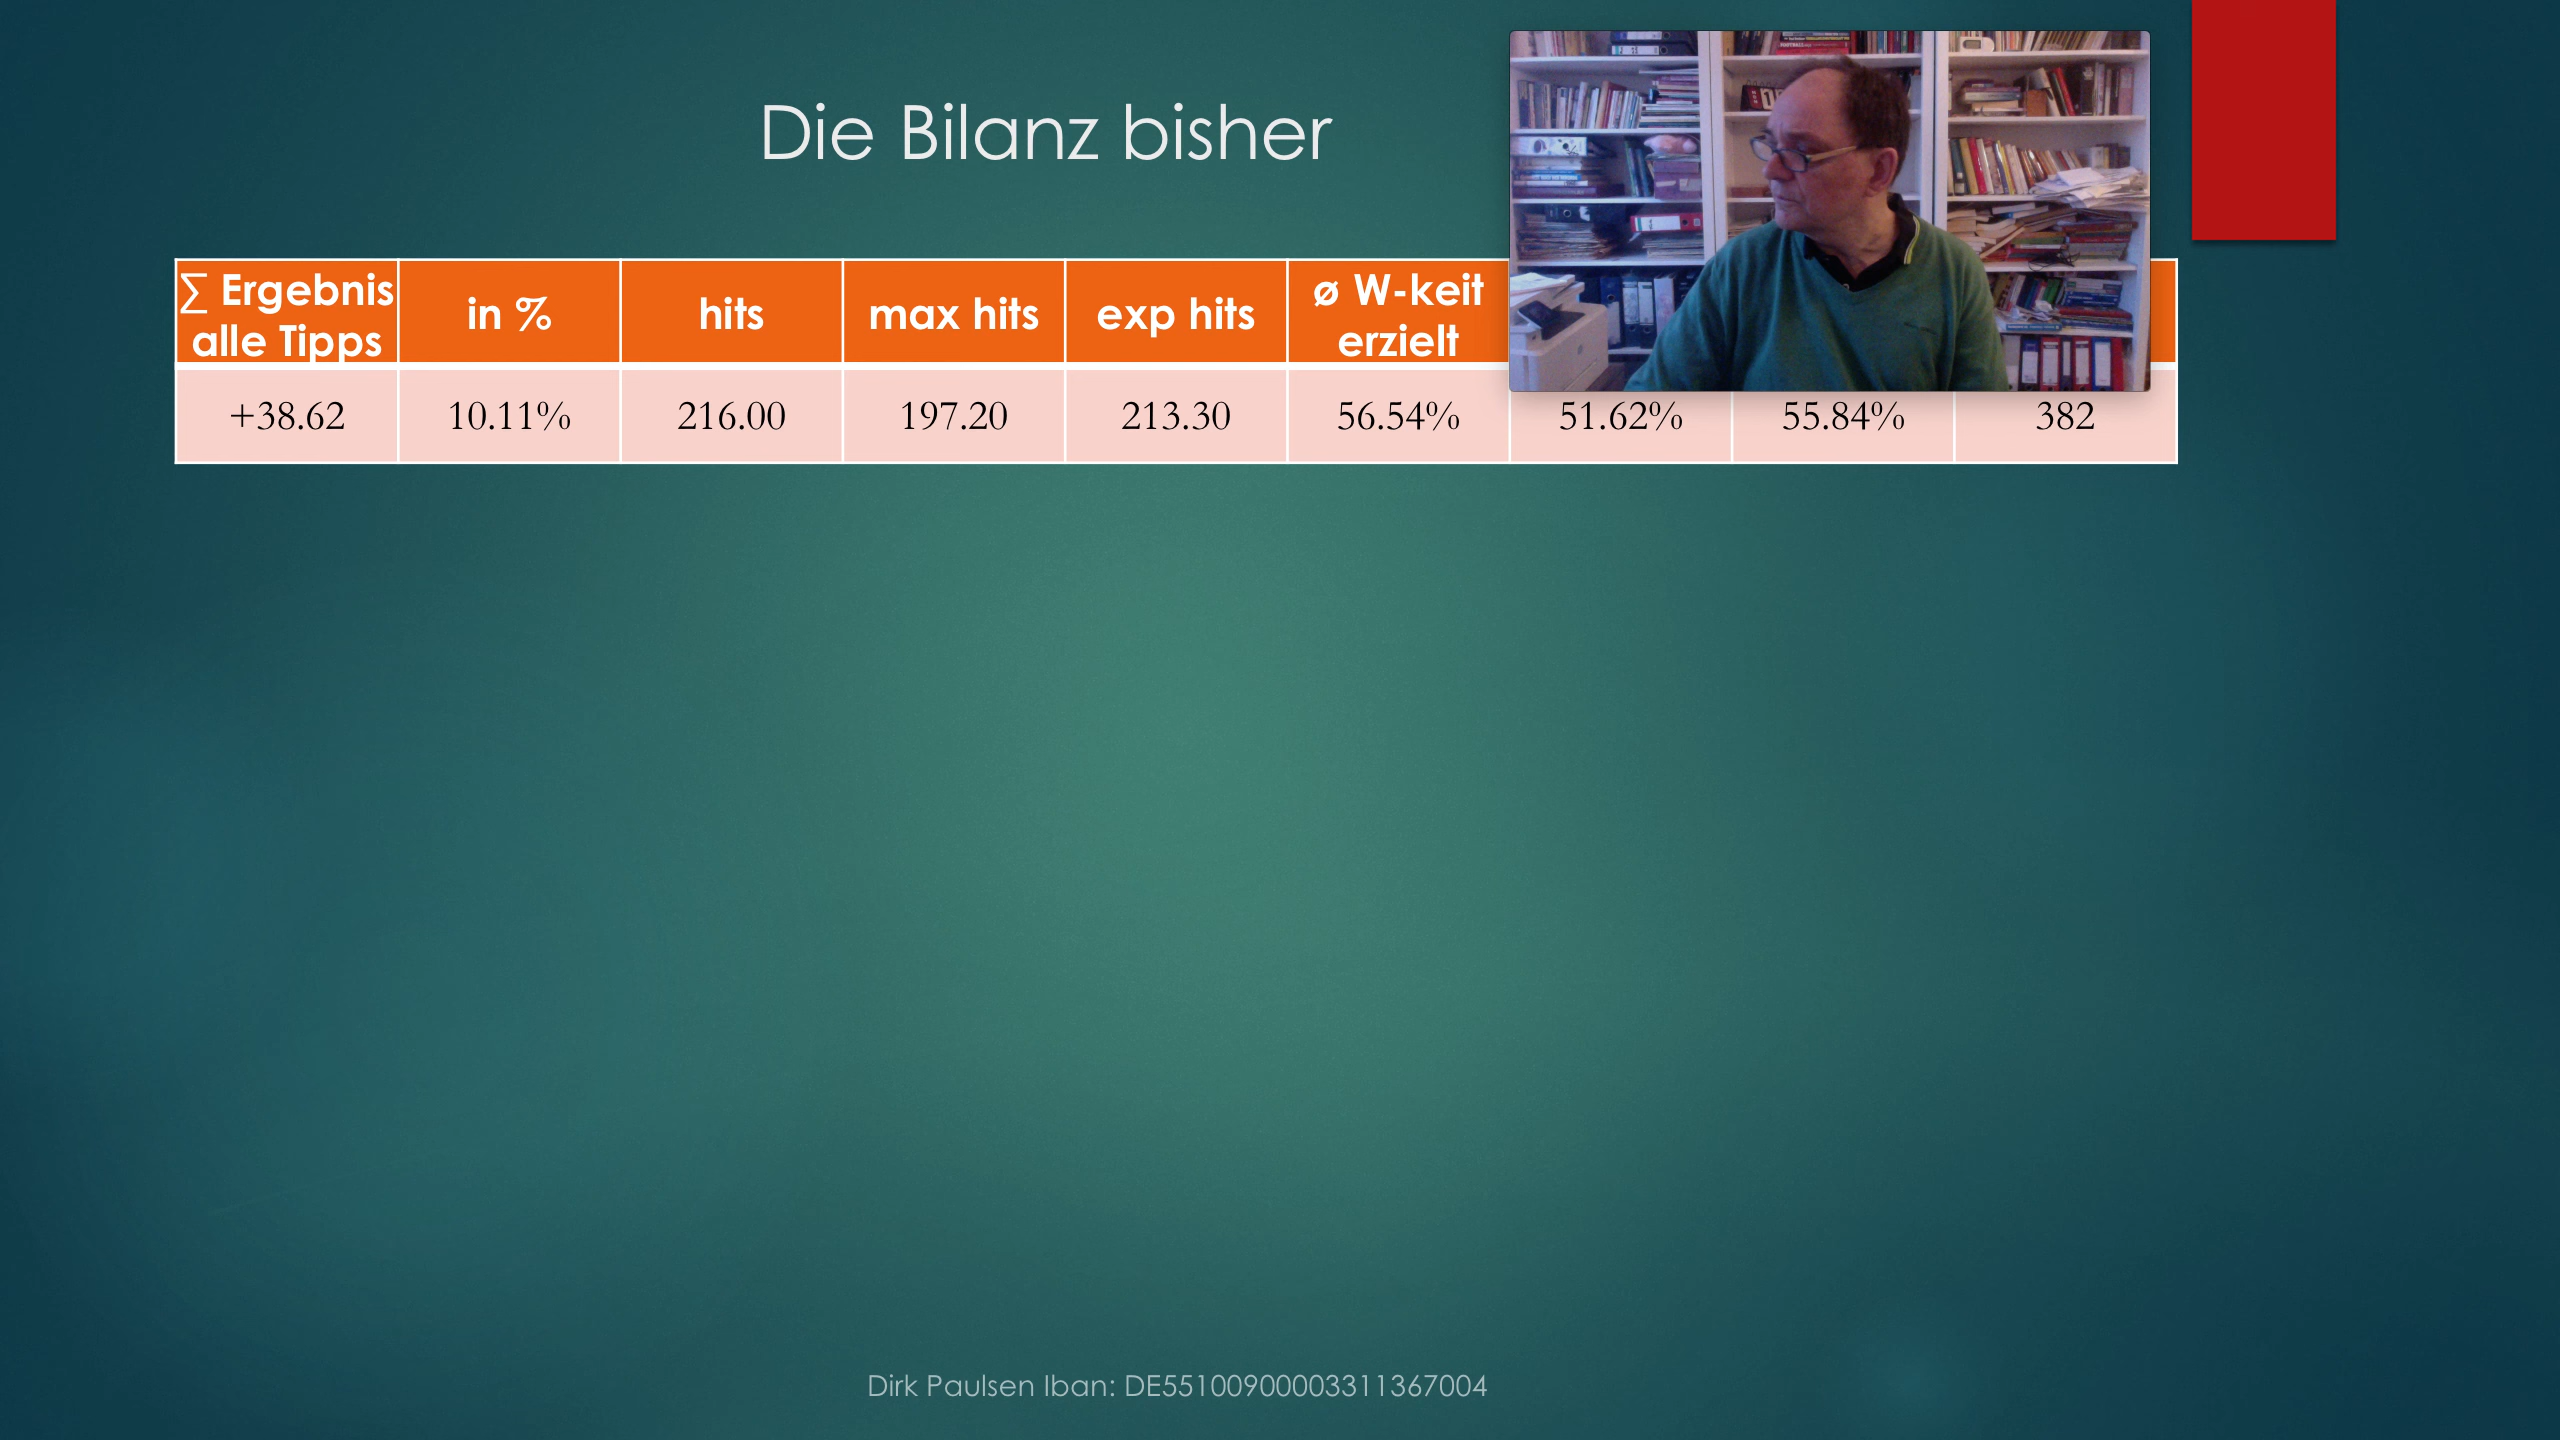 Die Bilanz bisher
∑ Ergebnis alle Tipps in % hits max hits exp hits ø W-keit erzielt
+38.62 10.11% 216.00 197.20 213.30 56.54% 51.62% 55.84% 382
Dirk Paulsen Iban: DE55100900003311367004